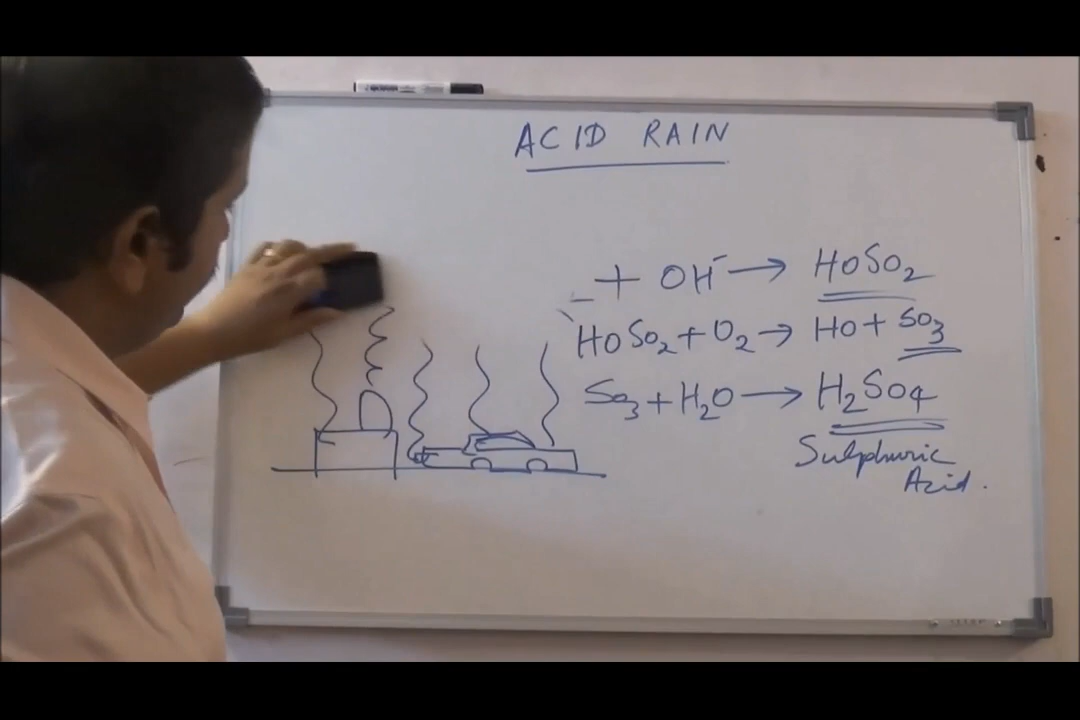 ACID RAIN
+ OH⁻ → HoSo₂
HoSo₂ + O₂ → HO + So₃
So₃ + H₂O → H₂So₄
Sulphuric
Acid.